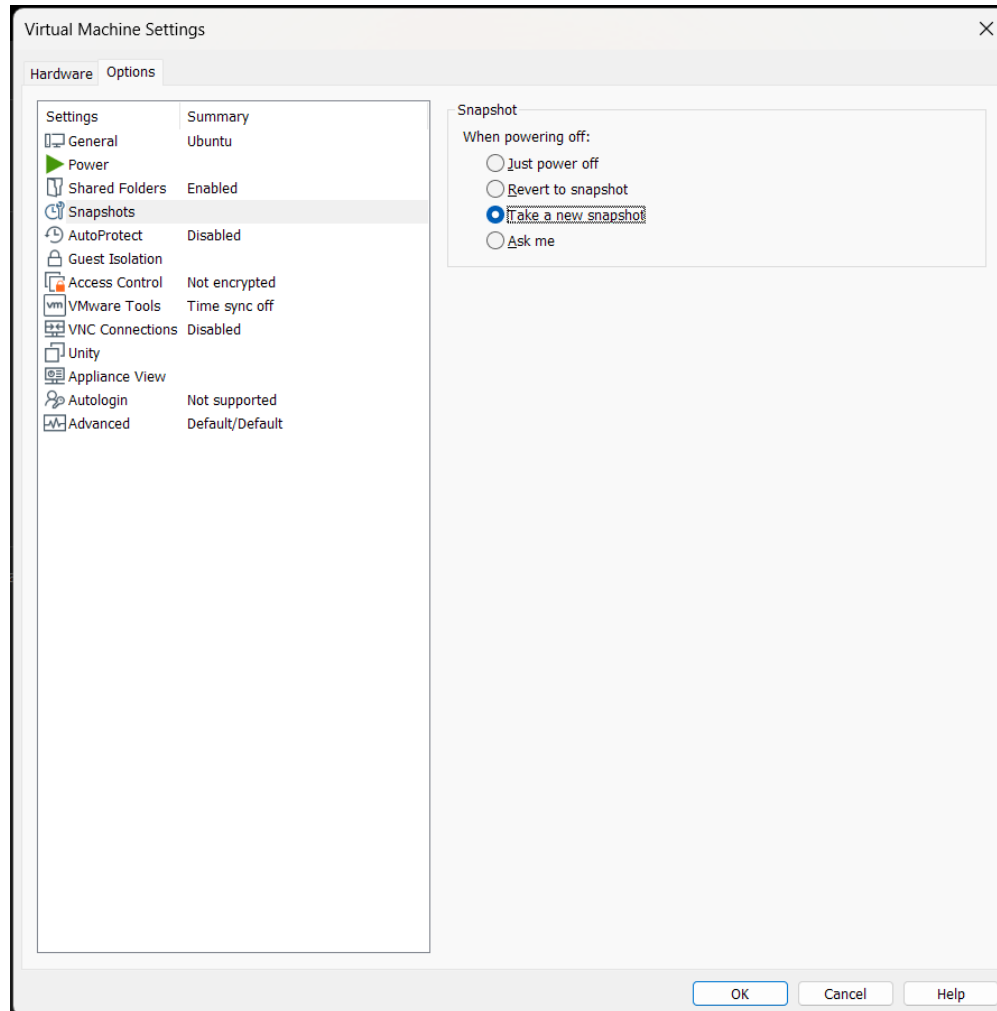 Virtual Machine Settings
Hardware Options
Settings Summary
General Ubuntu
Power
Shared Folders Enabled
Snapshots
AutoProtect Disabled
Guest Isolation
Access Control Not encrypted
vm VMware Tools Time sync off
VNC Connections Disabled
Unity
Appliance View
Autologin Not supported
Advanced Default/Default
Snapshot
When powering off:
Just power off
Revert to snapshot
Take a new snapshot
Ask me
OK Cancel Help